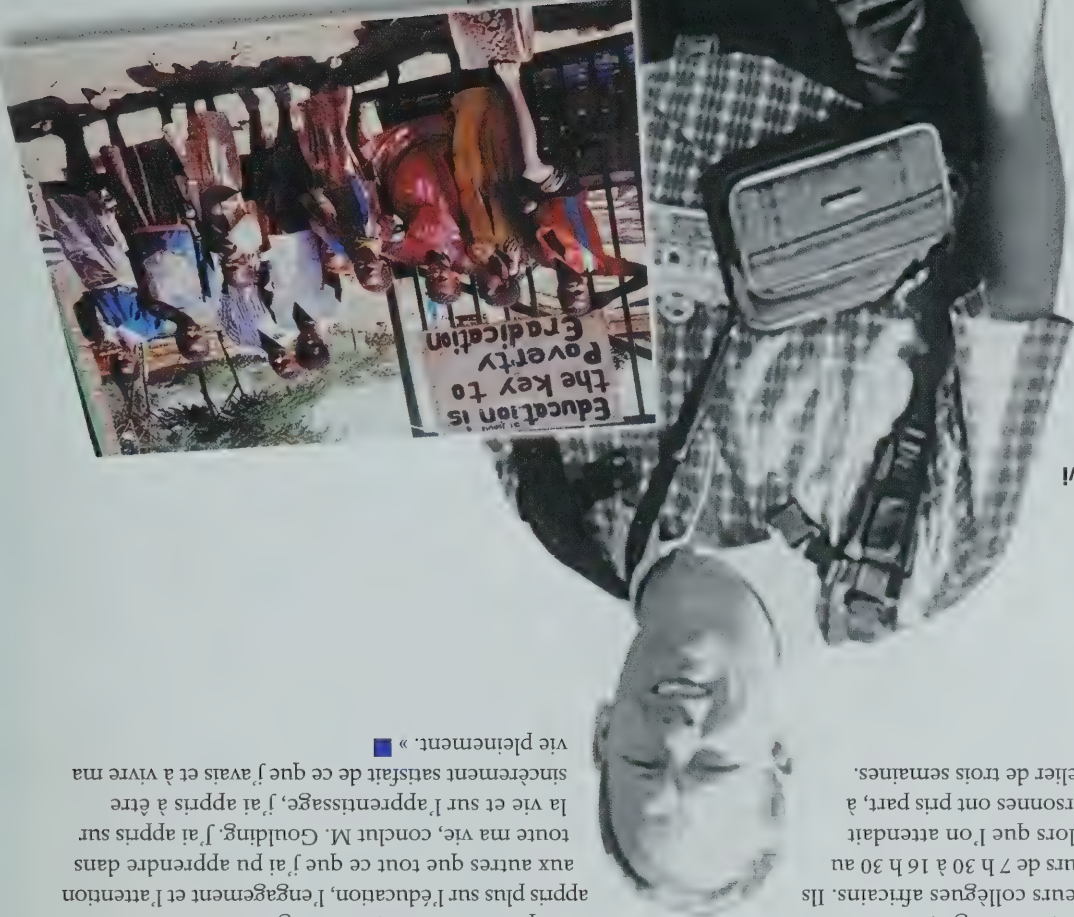 eurs collègues africains. Ils
urs de 7 h 30 à 16 h 30 au
lors que l'on attendait
rsonnes ont pris part, à
elier de trois semaines.
appris plus sur l'éducation, l'engagement et l'attention
aux autres que tout ce que j'ai pu apprendre dans
toute ma vie, conclut M. Goulding. J'ai appris sur
la vie et sur l'apprentissage, j'ai appris à être
sincèrement satisfait de ce que j'avais et à vivre ma
vie pleinement. »
Education is
the key to
Poverty
Eradication